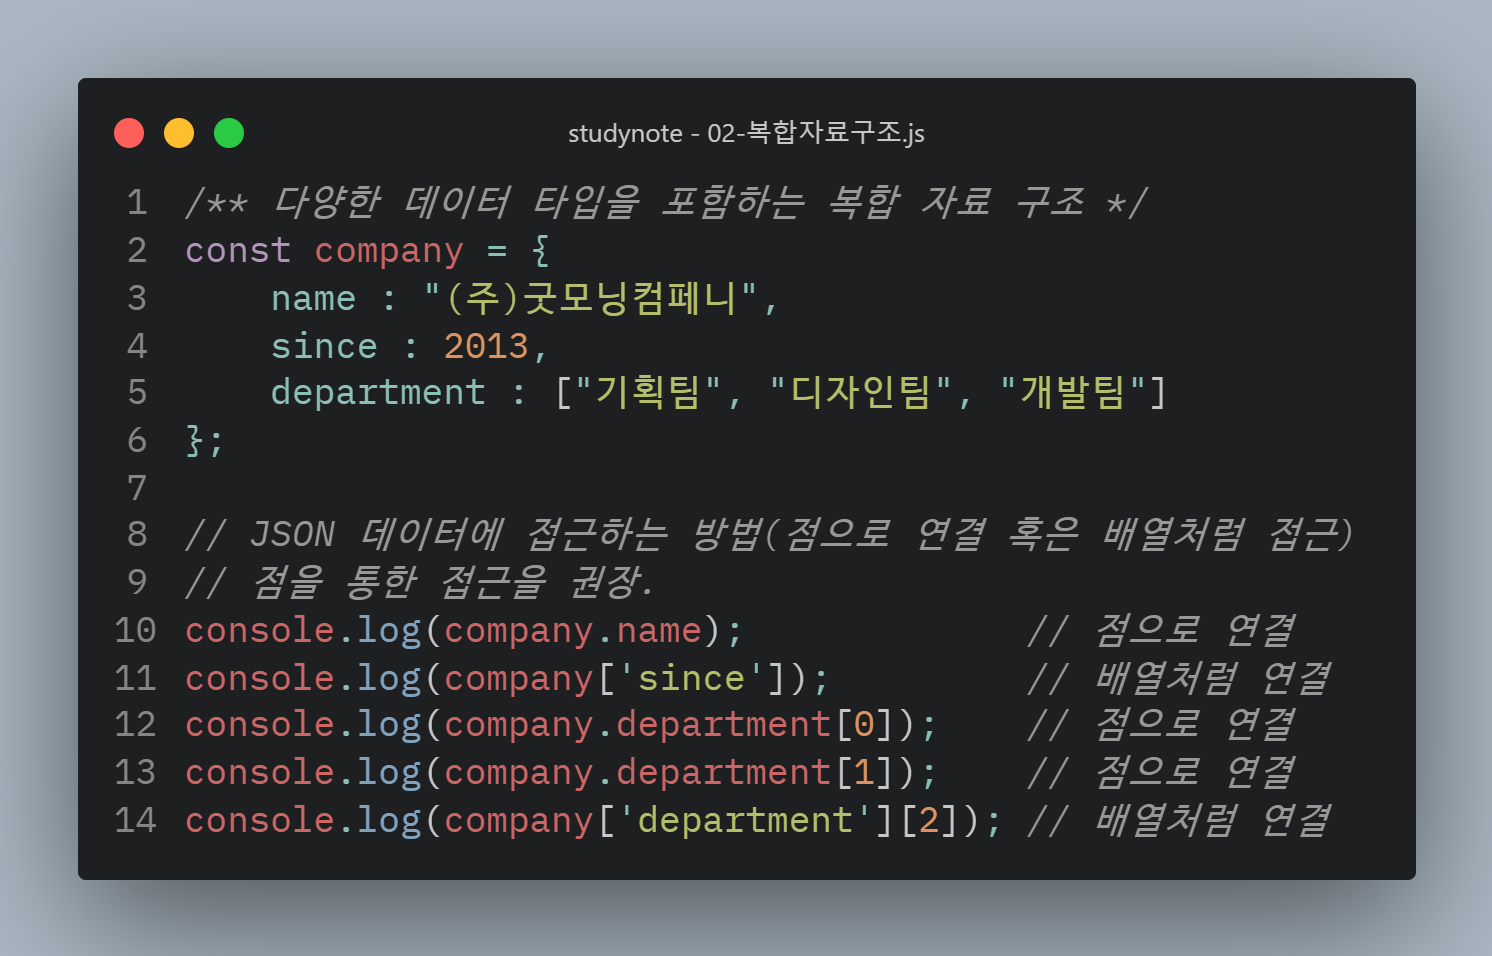 studynote - 02-복합자료구조.js
1 /** 다양한 데이터 타입을 포함하는 복합 자료 구조 */
2 const company = {
3     name : "(주)굿모닝컴페니",
4     since : 2013,
5     department : ["기획팀", "디자인팀", "개발팀"]
6 };
7
8 // JSON 데이터에 접근하는 방법(점으로 연결 혹은 배열처럼 접근)
9 // 점을 통한 접근을 권장.
10 console.log(company.name);             // 점으로 연결
11 console.log(company['since']);         // 배열처럼 연결
12 console.log(company.department[0]);    // 점으로 연결
13 console.log(company.department[1]);    // 점으로 연결
14 console.log(company['department'][2]); // 배열처럼 연결